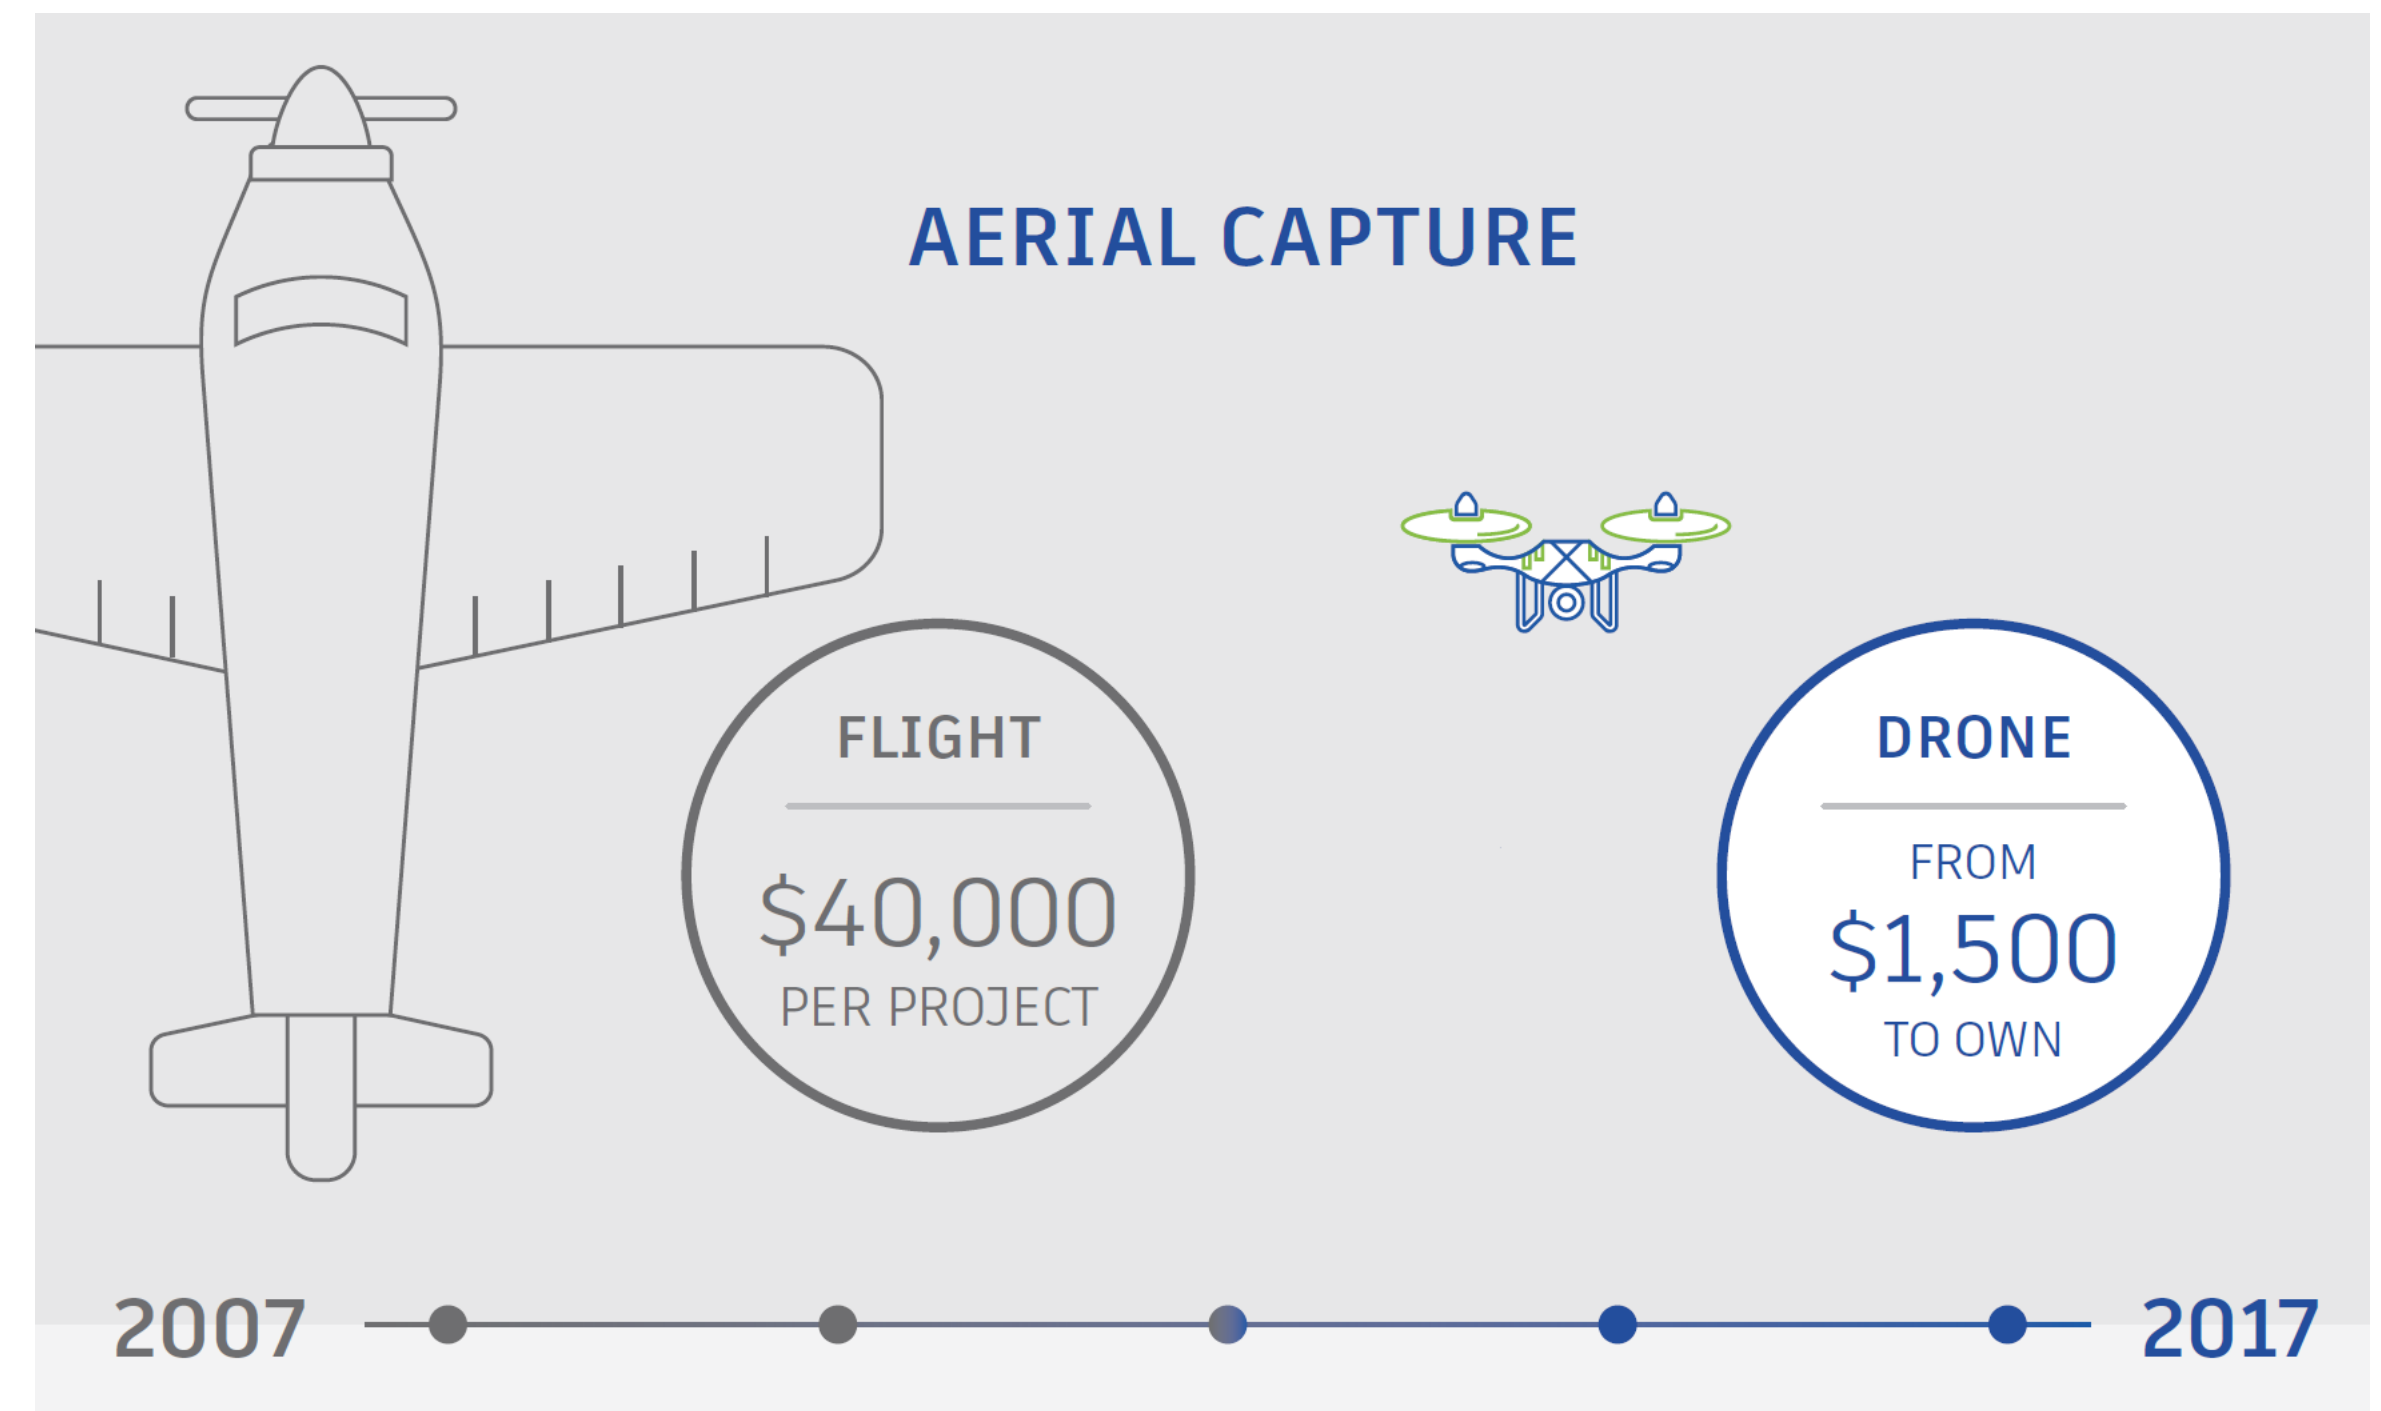 AERIAL CAPTURE
FLIGHT
$40,000
PER PROJECT
DRONE
FROM
$1,500
TO OWN
2007
2017